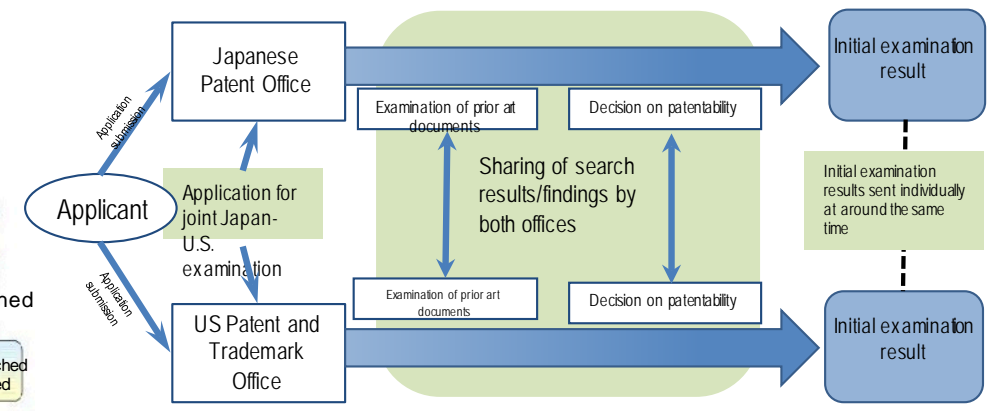 Japanese
Patent Office
Initial examination
result
Application
submission
Examination of prior art
documents
Decision on patentability
Applicant
Application for
joint Japan-
U.S.
examination
Sharing of search
results/findings by
both offices
Initial examination
results sent individually
at around the same
time
Application
submission
Examination of prior art
documents
Decision on patentability
US Patent and
Trademark
Office
Initial examination
result